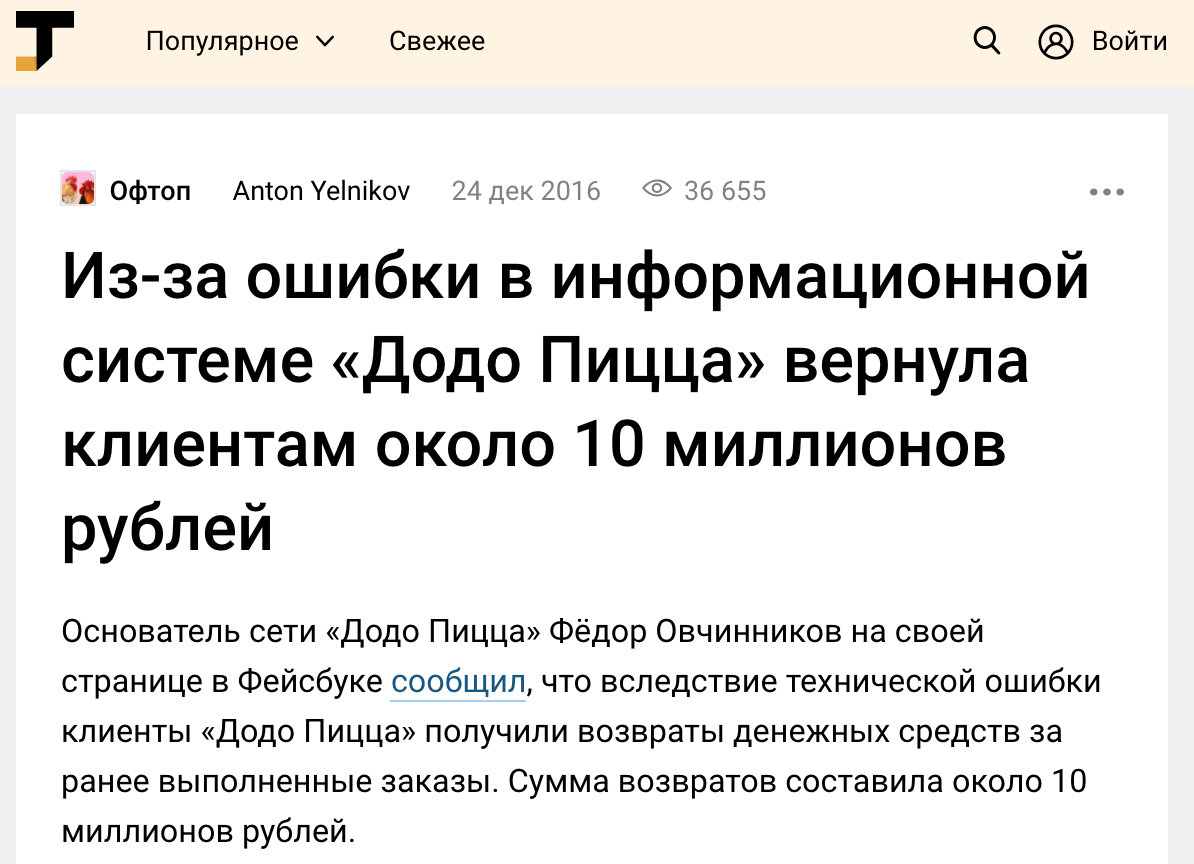 Популярное
Свежее
Войти
Офтоп Anton Yelnikov 24 дек 2016 36 655
Из-за ошибки в информационной
системе «Додо Пицца» вернула
клиентам около 10 миллионов
рублей
Основатель сети «Додо Пицца» Фёдор Овчинников на своей
странице в Фейсбуке сообщил, что вследствие технической ошибки
клиенты «Додо Пицца» получили возвраты денежных средств за
ранее выполненные заказы. Сумма возвратов составила около 10
миллионов рублей.